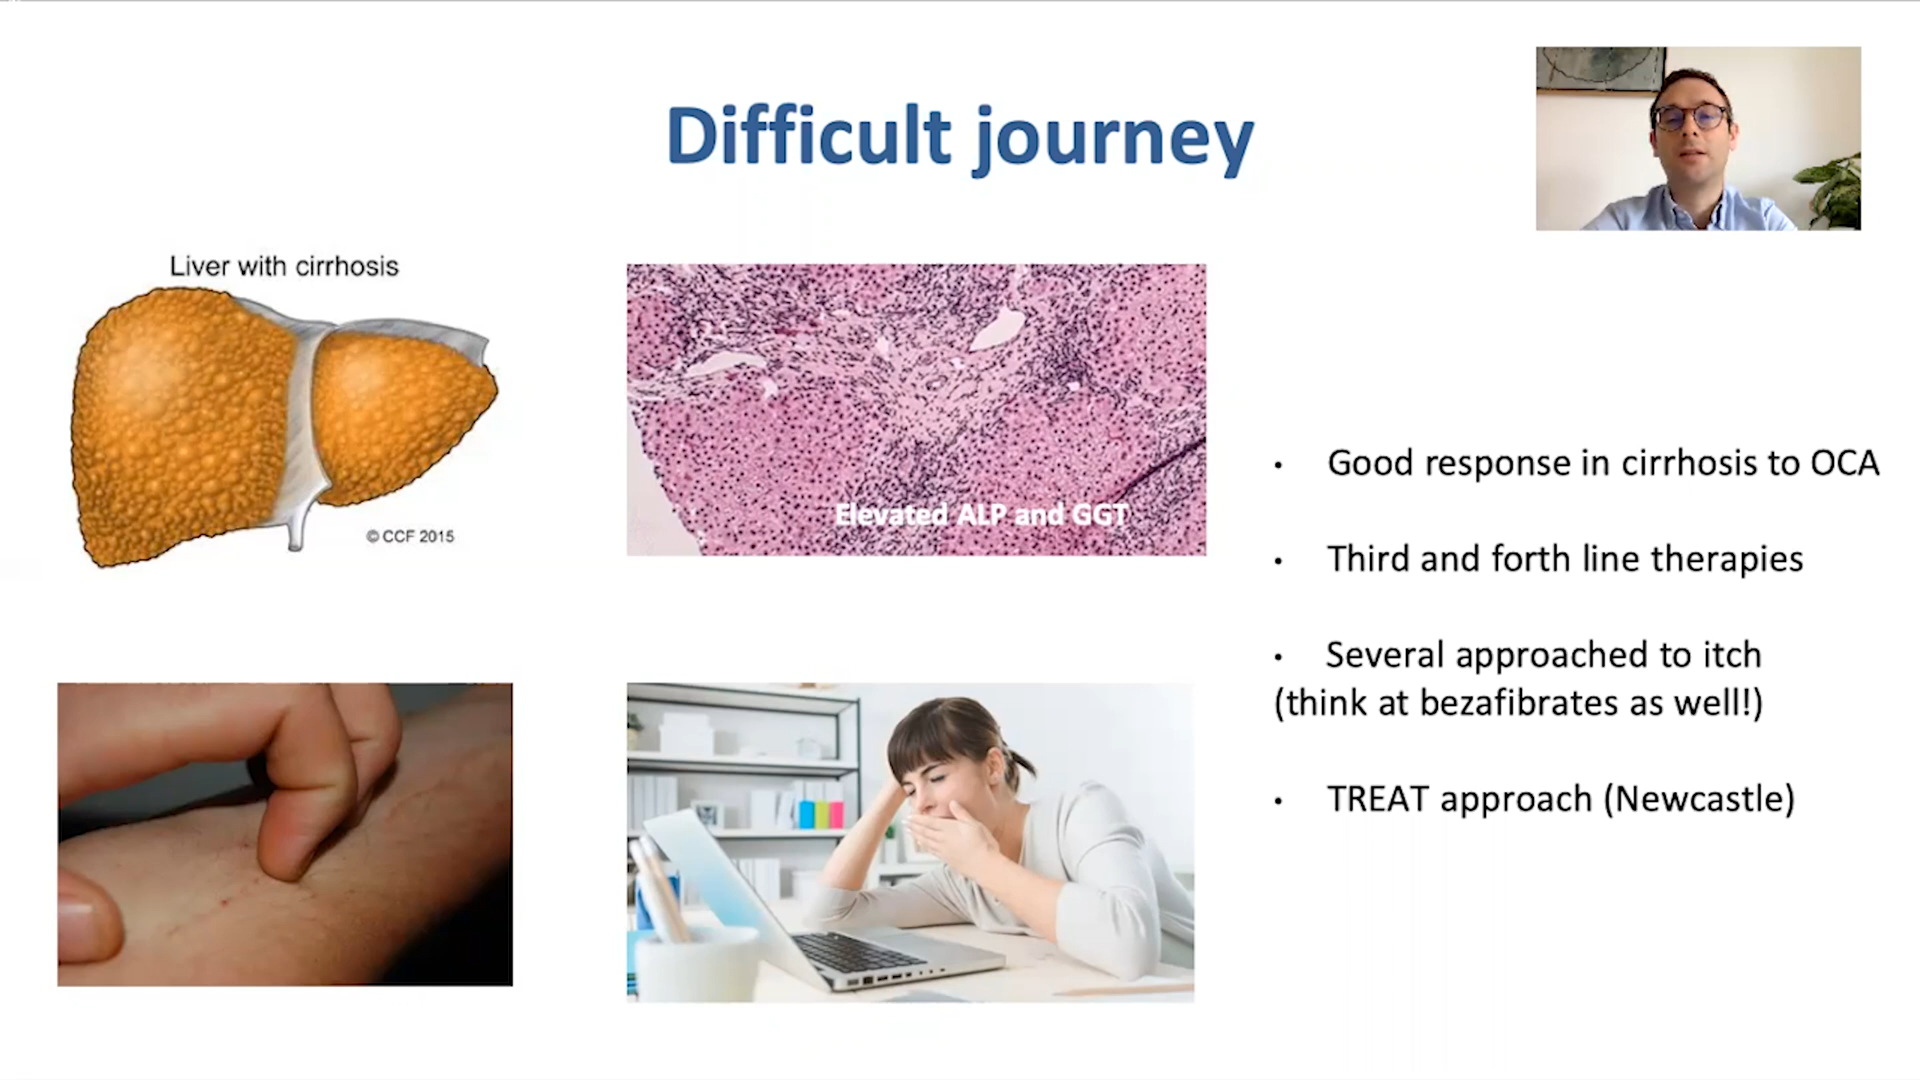 Difficult journey
Liver with cirrhosis
© CCF 2015
Elevated ALP and GGT
• Good response in cirrhosis to OCA
• Third and forth line therapies
• Several approached to itch
(think at bezafibrates as well!)
• TREAT approach (Newcastle)